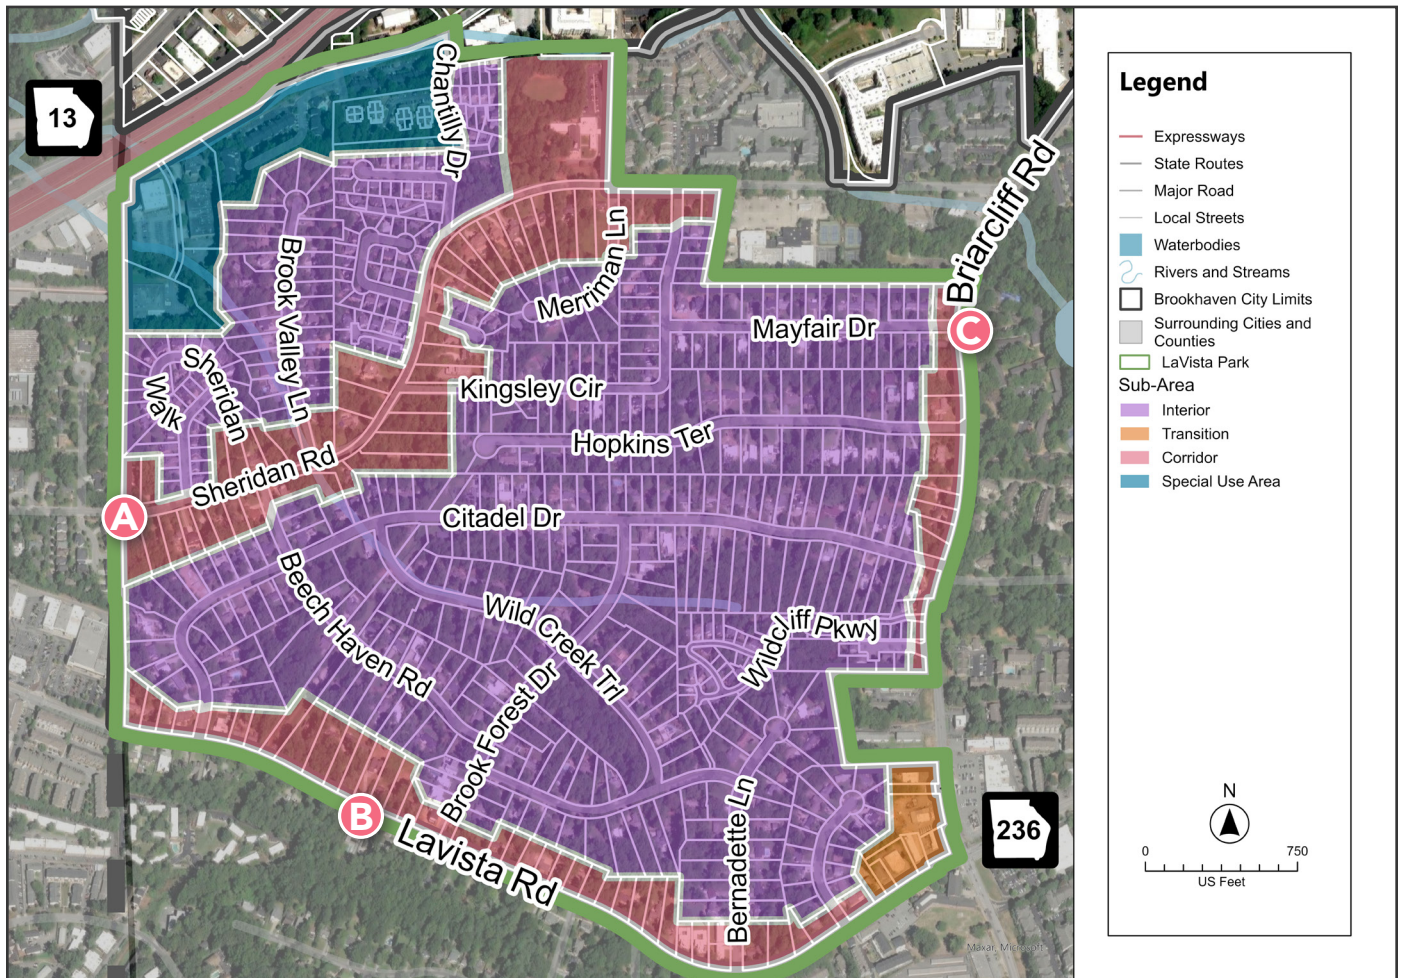 13
Chantilly Dr
Briarcliff Rd
Brook Valley Ln
Merriman Ln
Mayfair Dr
C
Sheridan
Walk
Kingsley Cir
Hopkins Ter
Sheridan Rd
A
Citadel Dr
Beech Haven Rd
Wild Creek Trl
Wildcliff Pkwy
Brook Forest Dr
Bernadette Ln
B
Lavista Rd
236
Maxar, Microsoft
Legend
Expressways
State Routes
Major Road
Local Streets
Waterbodies
Rivers and Streams
Brookhaven City Limits
Surrounding Cities and
Counties
LaVista Park
Sub-Area
Interior
Transition
Corridor
Special Use Area
N
0 750
US Feet